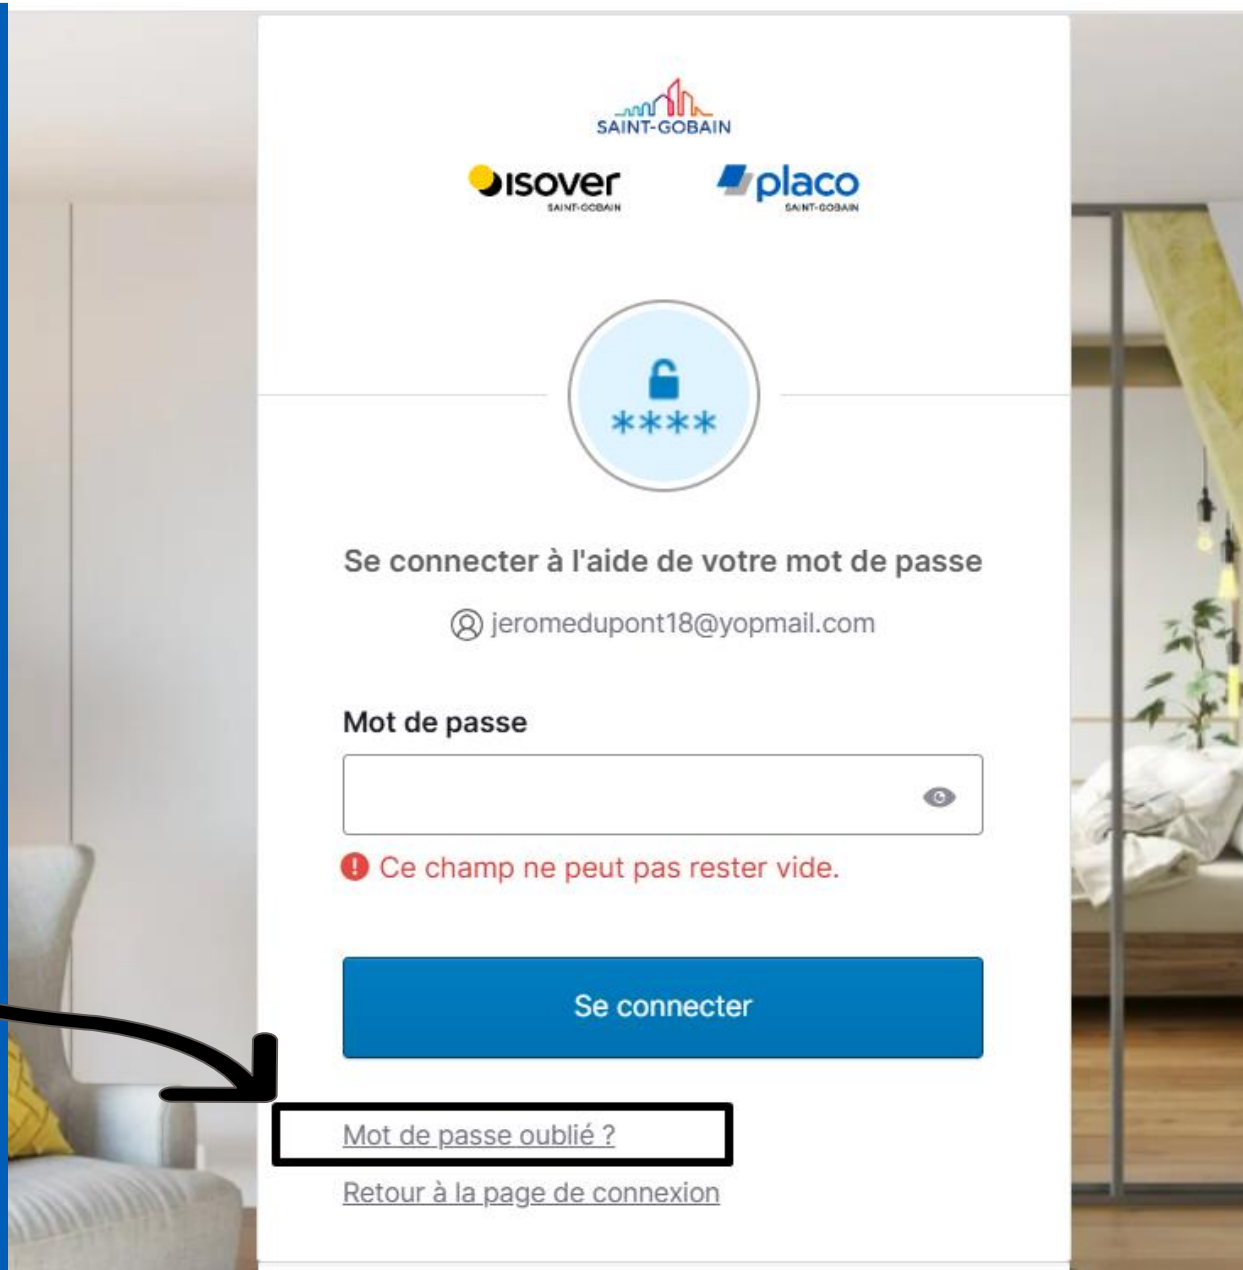 SAINT-GOBAIN
ISOVER
SAINT-GOBAIN
placo
SAINT-GOBAIN
****
Se connecter à l'aide de votre mot de passe
jeromedupont18@yopmail.com
Mot de passe
Ce champ ne peut pas rester vide.
Se connecter
Mot de passe oublié ?
Retour à la page de connexion